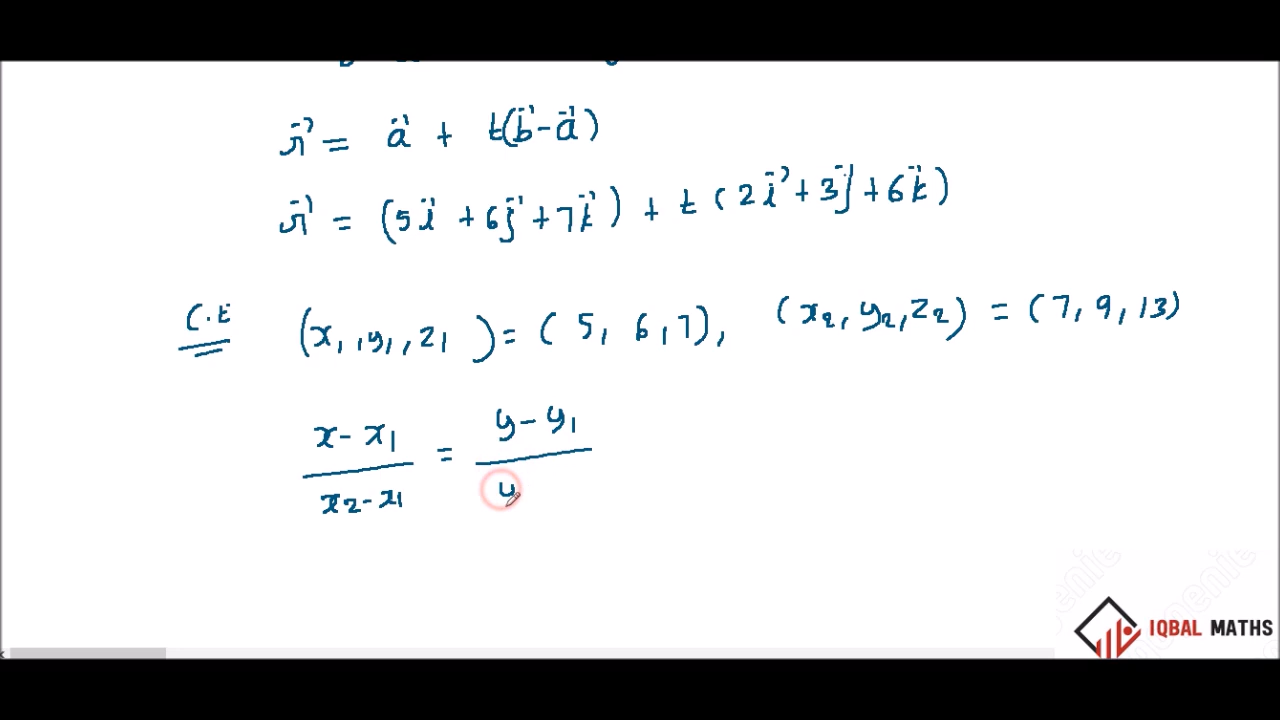 r⃗ = a⃗ + t(b⃗ - a⃗)
r⃗ = (5i⃗ + 6j⃗ + 7k⃗) + t(2i⃗ + 3j⃗ + 6k⃗)
C.E (x₁, y₁, z₁) = (5, 6, 7), (x₂, y₂, z₂) = (7, 9, 13)
x - x₁ = y - y₁
x₂ - x₁ y
IQBAL MATHS